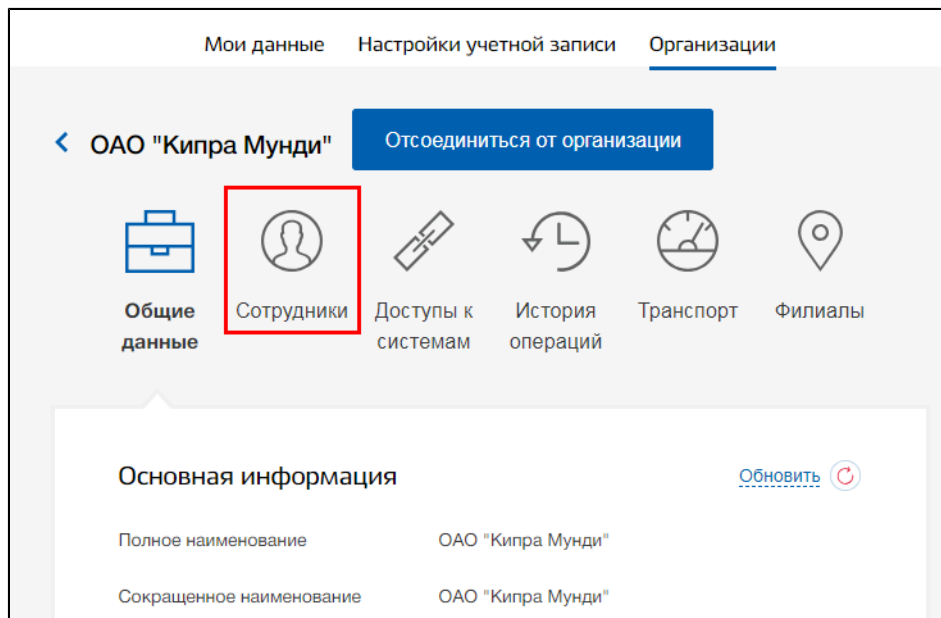 Мои данные Настройки учетной записи Организации
ОАО "Кипра Мунди" Отсоединиться от организации
Общие данные
Сотрудники
Доступы к системам
История операций
Транспорт
Филиалы
Основная информация Обновить
Полное наименование ОАО "Кипра Мунди"
Сокращенное наименование ОАО "Кипра Мунди"